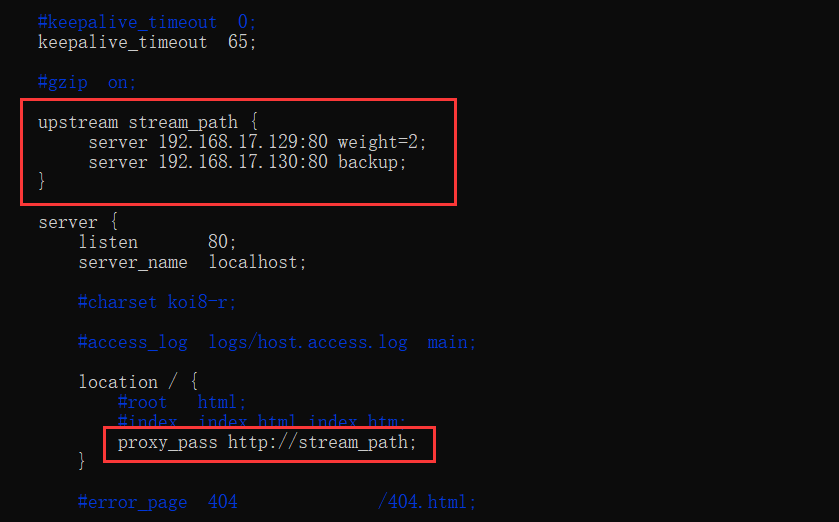 #keepalive_timeout  0;
keepalive_timeout  65;
#gzip  on;
upstream stream_path {
server 192.168.17.129:80 weight=2;
server 192.168.17.130:80 backup;
}
server {
listen       80;
server_name  localhost;
#charset koi8-r;
#access_log  logs/host.access.log  main;
location / {
#root   html;
#index  index.html index.htm;
proxy_pass http://stream_path;
}
#error_page  404              /404.html;